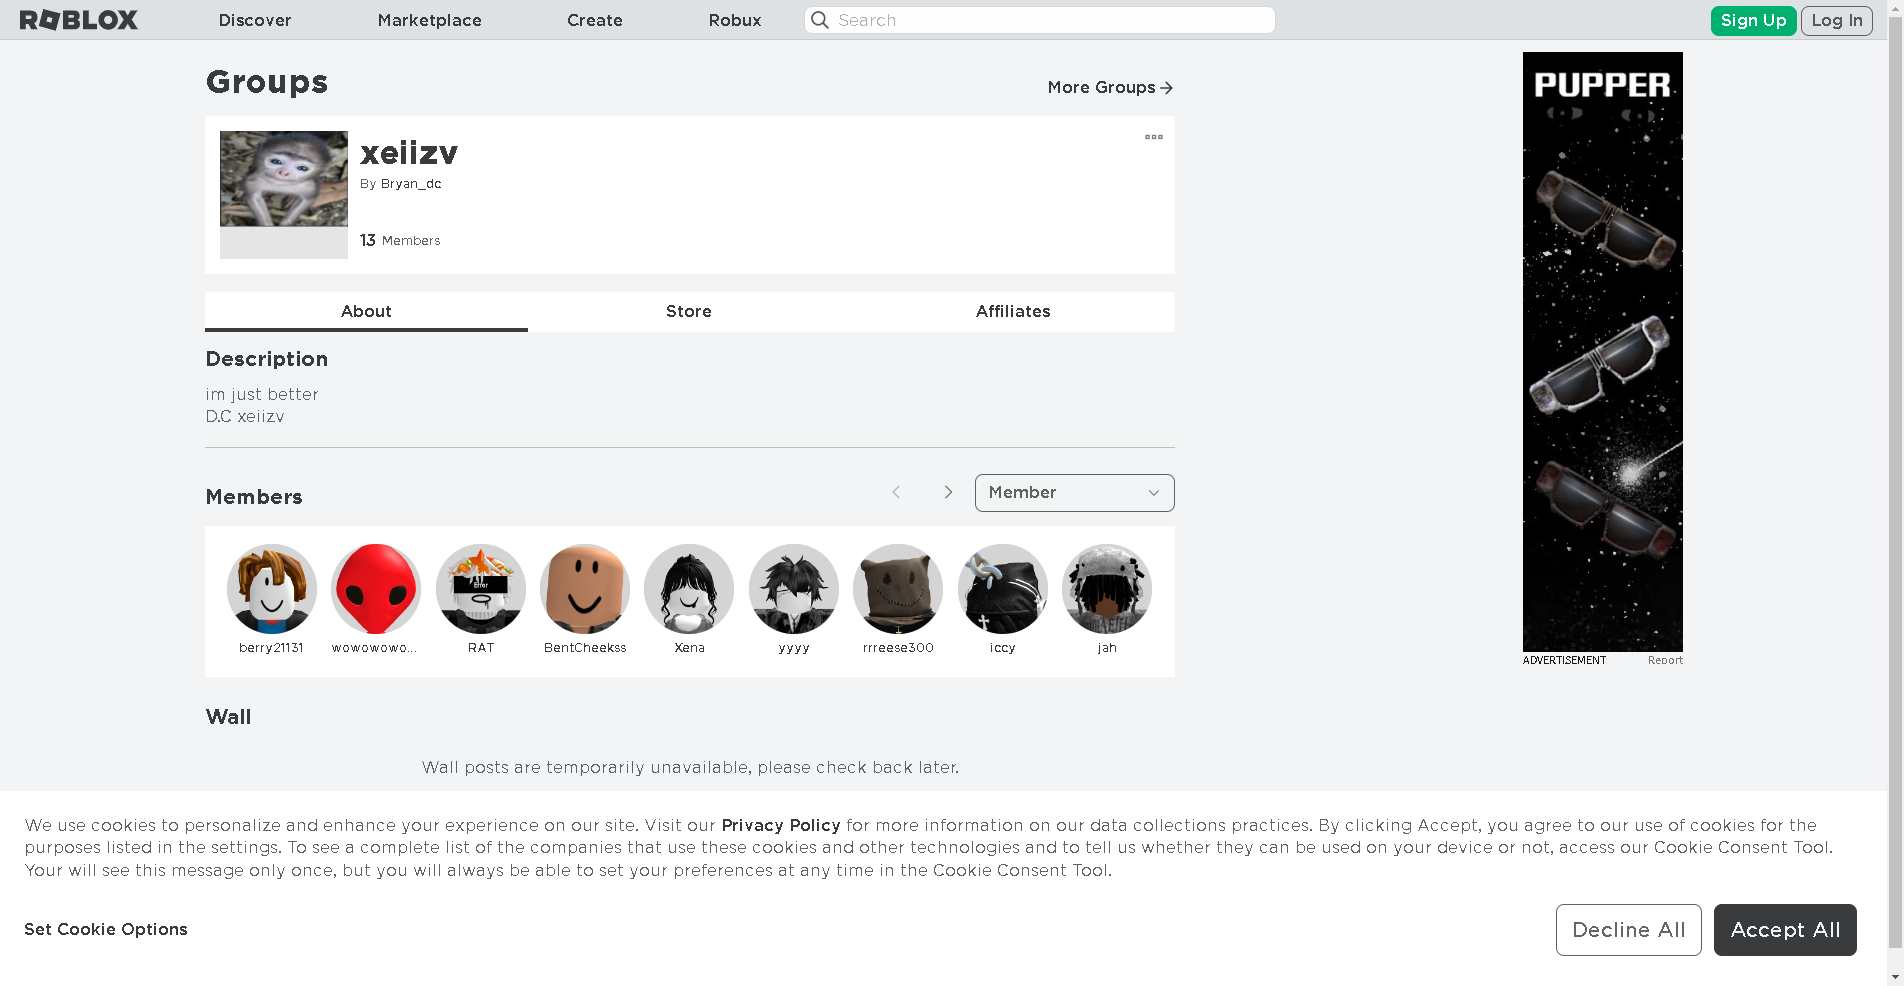 ROBLOX
Discover
Marketplace
Create
Robux
Search
Sign Up
Log In
Groups
More Groups
xeiizv
By Bryan_dc
13 Members
About
Store
Affiliates
Description
im just better
D.C xeiizv
Members
Member
Error
berry21131
wowowowo...
RAT
BentCheekss
Xena
yyyy
rrreese300
iccy
jah
Wall
Wall posts are temporarily unavailable, please check back later.
PUPPER
ADVERTISEMENT
Report
We use cookies to personalize and enhance your experience on our site. Visit our Privacy Policy for more information on our data collections practices. By clicking Accept, you agree to our use of cookies for the
purposes listed in the settings. To see a complete list of the companies that use these cookies and other technologies and to tell us whether they can be used on your device or not, access our Cookie Consent Tool.
Your will see this message only once, but you will always be able to set your preferences at any time in the Cookie Consent Tool.
Set Cookie Options
Decline All
Accept All